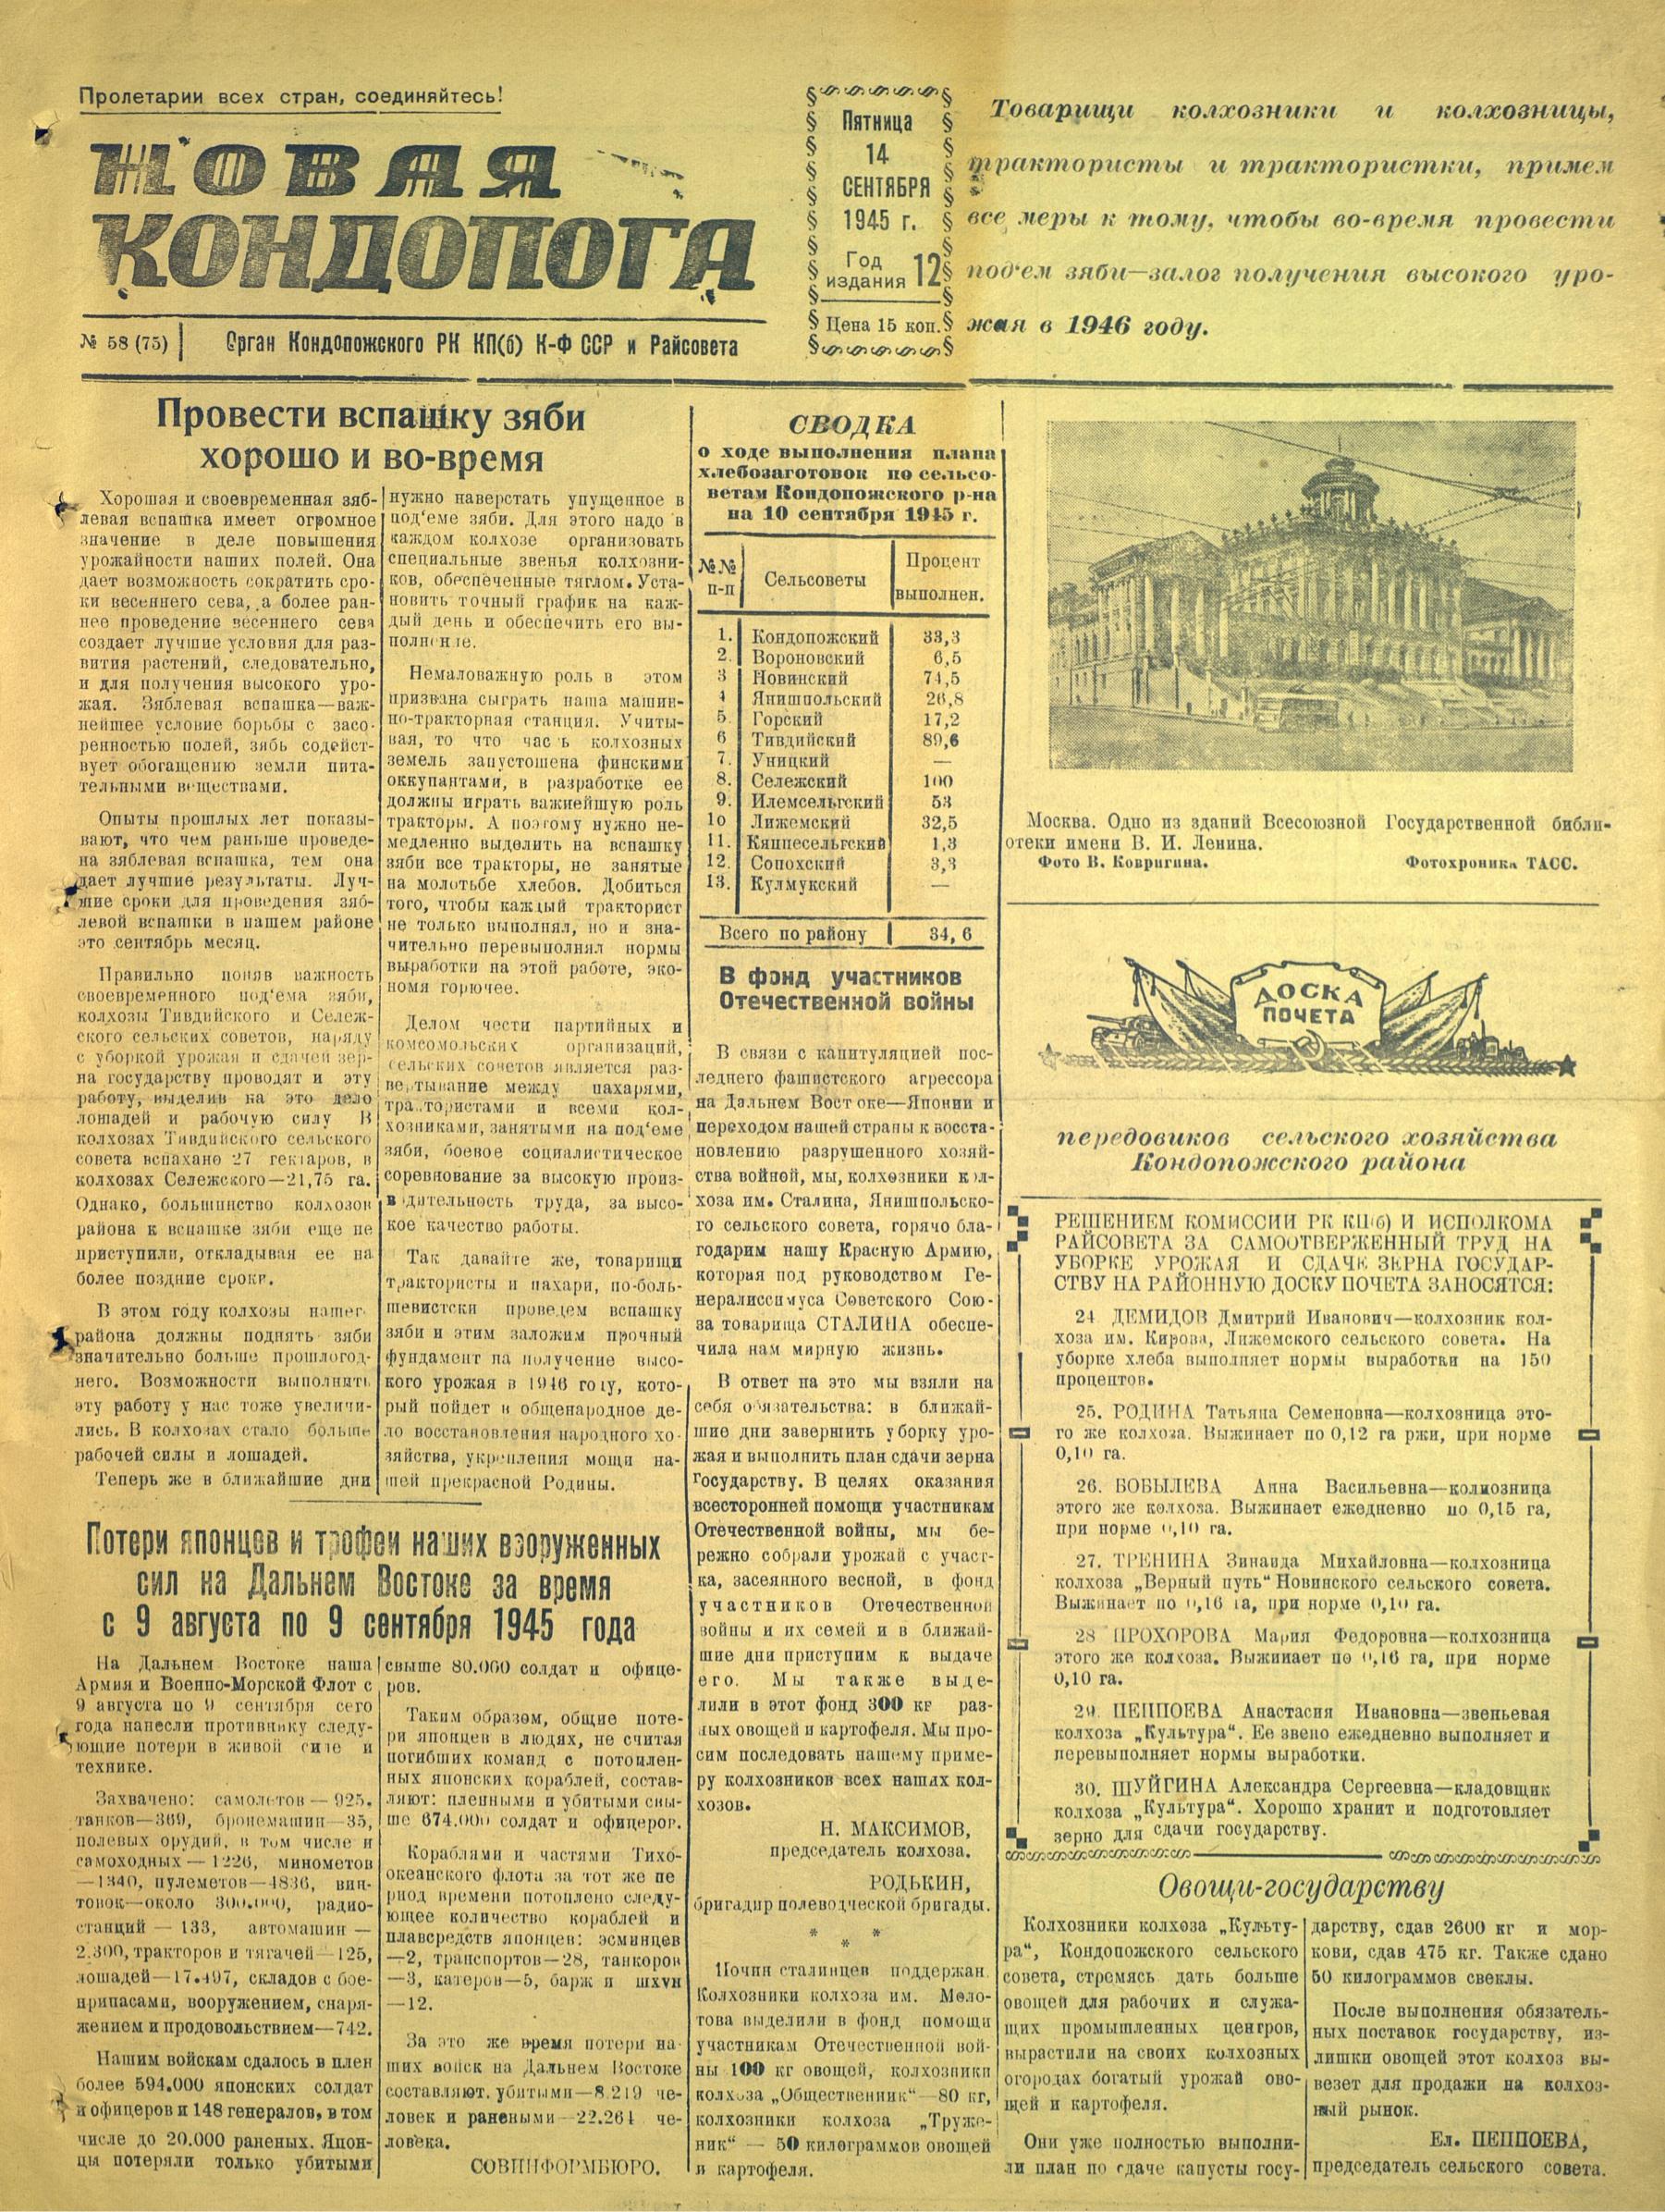 Пролетарии всех стран, соединяйтесь!
НОВАЯ
КОНДОПОГА
№ 58 (75)
Орган Кондопожского РК КП(б) К-Ф ССР и Райсовета
Пятница
14
СЕНТЯБРЯ
1945 г.
Год
издания 12
Цена 15 коп.
Товарищи колхозники и колхозницы,
трактористы и трактористки, примем
все меры к тому, чтобы во-время провести
под‘ем зяби—залог получения высокого уро-
жая в 1946 году.
Провести вспашку зяби
хорошо и во-время
Хорошая и своевременная зяб-
левая вспашка имеет огромное
значение в деле повышения
урожайности наших полей. Она
дает возможность сократить сро-
ки весеннего сева, а более ран-
нее проведение весеннего сева
создает лучшие условия для раз-
вития растений, следовательно,
и для получения высокого уро-
жая. Зяблевая вспашка—важ-
нейшее условие борьбы с засо-
ренностью полей, зябь содейст-
вует обогащению земли пита-
тельными веществами.
Опыты прошлых лет показы-
вают, что чем раньше проведе-
на зяблевая вспашка, тем она
дает лучшие результаты. Луч-
шие сроки для проведения зяб-
левой вспашки в нашем районе
это сентябрь месяц.
Правильно поняв важность
своевременного под‘ема зяби,
колхозы Тивдийского и Сележ-
ского сельских советов, наряду
с уборкой урожая и сдачей зер-
на государству проводят и эту
работу, выделив на это дело
лошадей и рабочую силу В
колхозах Тивдийского сельского
совета вспахано 27 гектаров, в
колхозах Сележского—21,75 га.
Однако, большинство колхозов
района к вспашке зяби еще не
приступили, откладывая ее на
более поздние сроки.
В этом году колхозы нашег
района должны поднять зяби
значительно больше прошлогод-
него. Возможности выполнить
эту работу у нас тоже увеличи-
лись. В колхозах стало больше
рабочей силы и лошадей.
Теперь же в ближайшие дни
нужно наверстать упущенное в
под‘еме зяби. Для этого надо в
каждом колхозе организовать
специальные звенья колхозни-
ков, обеспеченные тяглом. Уста-
новить точный график на каж-
дый день и обеспечить его вы-
полнение.
Немаловажную роль в этом
призвана сыграть наша машин-
но-тракторная станция. Учиты-
вая, то что часть колхозных
земель запустошена финскими
оккупантами, в разработке ее
должны играть важнейшую роль
тракторы. А поэтому нужно не-
медленно выделить на вспашку
зяби все тракторы, не занятые
на молотьбе хлебов. Добиться
того, чтобы каждый тракторист
не только выполнял, но и зна-
чительно перевыполнял нормы
выработки на этой работе, эко-
номя горючее.
Делом чести партийных и
комсомольских организаций,
сельских советов является раз-
вертывание между пахарями,
трактористами и всеми кол-
хозниками, занятыми на под‘еме
зяби, боевое социалистическое
соревнование за высокую произ-
водительность труда, за высо-
кое качество работы.
Так давайте же, товарищи
трактористы и пахари, по-боль-
шевистски проведем вспашку
зяби и этим заложим прочный
фундамент на получение высо-
кого урожая в 1946 году, кото-
рый пойдет в общенародное де-
ло восстановления народного хо-
зяйства, укрепления мощи на-
шей прекрасной Родины.
Потери японцев и трофеи наших вооруженных
сил на Дальнем Востоке за время
с 9 августа по 9 сентября 1945 года
На Дальнем Востоке наша
Армия и Военно-Морской Флот с
9 августа по 9 сентября сего
года нанесли противнику следу-
ющие потери в живой силе и
технике.
Захвачено: самолетов — 925,
танков—369, бронемашин—35,
полевых орудий, в том числе и
самоходных — 1226, минометов
—1340, пулеметов—4836, вин-
товок—около 300.000, радио-
станций — 133, автомашин —
2.300, тракторов и тягачей—125,
лошадей—17.497, складов с бое-
припасами, вооружением, снаря-
жением и продовольствием—742.
Нашим войскам сдалось в плен
более 594.000 японских солдат
и офицеров и 148 генералов, в том
числе до 20.000 раненых. Япон-
цы потеряли только убитыми
свыше 80.000 солдат и офице-
ров.
Таким образом, общие поте-
ри японцев в людях, не считая
погибших команд с потоплен-
ных японских кораблей, состав-
ляют: пленными и убитыми свы-
ше 674.000 солдат и офицеров.
Кораблями и частями Тихо-
океанского флота за тот же пе
риод времени потоплено следу-
ющее количество кораблей и
плавсредств японцев: эсминцев
—2, транспортов—28, танкоров
—3, катеров—5, барж и шхун
—12.
За это же время потери на-
ших войск на Дальнем Востоке
составляют. убитыми—8.219 че-
ловек и ранеными—22.264 че-
ловека.
СОВИНФОРМБЮРО.
СВОДКА
о ходе выполнения плана
хлебозаготовок по сельсо-
ветам Кондопожского р-на
на 10 сентября 1945 г.
№№ п-п Сельсоветы Процент выполнен.
1. Кондопожский 33,3
2. Вороновский 6,5
3 Новинский 74,5
4 Янишпольский 26,8
5. Горский 17,2
6 Тивдийский 89,6
7. Уницкий —
8. Сележский 100
9. Илемсельгский 53
10 Лижемский 32,5
11. Кяппесельгский 1,3
12. Сопохский 3,3
13. Кулмукский —
Всего по району 34,6
В фонд участников
Отечественной войны
В связи с капитуляцией пос-
леднего фашистского агрессора
на Дальнем Востоке—Японии и
переходом нашей страны к восста-
новлению разрушенного хозяй-
ства войной, мы, колхозники кол-
хоза им. Сталина, Янишпольско-
го сельского совета, горячо бла-
годарим нашу Красную Армию,
которая под руководством Ге-
нералиссимуса Советского Сою-
за товарища СТАЛИНА обеспе-
чила нам мирную жизнь.
В ответ на это мы взяли на
себя обязательства: в ближай-
шие дни завершить уборку уро-
жая и выполнить план сдачи зерна
Государству. В целях оказания
всесторонней помощи участникам
Отечественной войны, мы бе-
режно собрали урожай с участ-
ка, засеянного весной, в фонд
участников Отечественной
войны и их семей и в ближай-
шие дни приступим к выдаче
его. Мы также выде-
лили в этот фонд 300 кг раз-
ных овощей и картофеля. Мы про-
сим последовать нашему приме-
ру колхозников всех наших кол-
хозов.
Н. МАКСИМОВ,
председатель колхоза.
РОДЬКИН,
бригадир полеводческой бригады.
* * *
Почин сталинцев поддержан.
Колхозники колхоза им. Моло-
това выделили в фонд помощи
участникам Отечественной вой-
ны 100 кг овощей, колхозники
колхоза „Общественник“—80 кг,
колхозники колхоза „Труже-
ник“ — 50 килограммов овощей
и картофеля.
Москва. Одно из зданий Всесоюзной Государственной библи-
отеки имени В. И. Ленина.
Фото В. Ковригина. Фотохроника ТАСС.
ДОСКА
ПОЧЕТА
передовиков сельского хозяйства
Кондопожского района
РЕШЕНИЕМ КОМИССИИ РК КП(б) И ИСПОЛКОМА
РАЙСОВЕТА ЗА САМООТВЕРЖЕННЫЙ ТРУД НА
УБОРКЕ УРОЖАЯ И СДАЧЕ ЗЕРНА ГОСУДАР-
СТВУ НА РАЙОННУЮ ДОСКУ ПОЧЕТА ЗАНОСЯТСЯ:
24 ДЕМИДОВ Дмитрий Иванович—колхозник кол-
хоза им. Кирова, Лижемского сельского совета. На
уборке хлеба выполняет нормы выработки на 150
процентов.
25. РОДИНА Татьяна Семеновна—колхозница это-
го же колхоза. Выжинает по 0,12 га ржи, при норме
0,10 га.
26. БОБЫЛЕВА Анна Васильевна—колхозница
этого же колхоза. Выжинает ежедневно по 0,15 га,
при норме 0,10 га.
27. ТРЕНИНА Зинаида Михайловна—колхозница
колхоза „Верный путь“ Новинского сельского совета.
Выжинает по 0,16 га, при норме 0,10 га.
28 ПРОХОРОВА Мария Федоровна—колхозница
этого же колхоза. Выжинает по 0,16 га, при норме
0,10 га.
29. ПЕППОЕВА Анастасия Ивановна—звеньевая
колхоза „Культура“. Ее звено ежедневно выполняет и
перевыполняет нормы выработки.
30. ШУЙГИНА Александра Сергеевна—кладовщик
колхоза „Культура“. Хорошо хранит и подготовляет
зерно для сдачи государству.
Овощи-государству
Колхозники колхоза „Культу-
ра“, Кондопожского сельского
совета, стремясь дать больше
овощей для рабочих и служа-
щих промышленных центров,
вырастили на своих колхозных
огородах богатый урожай ово-
щей и картофеля.
Они уже полностью выполни-
ли план по сдаче капусты госу-
дарству, сдав 2600 кг и мор-
кови, сдав 475 кг. Также сдано
50 килограммов свеклы.
После выполнения обязатель-
ных поставок государству, из-
лишки овощей этот колхоз вы-
везет для продажи на колхоз-
ный рынок.
Ел. ПЕППОЕВА,
председатель сельского совета.